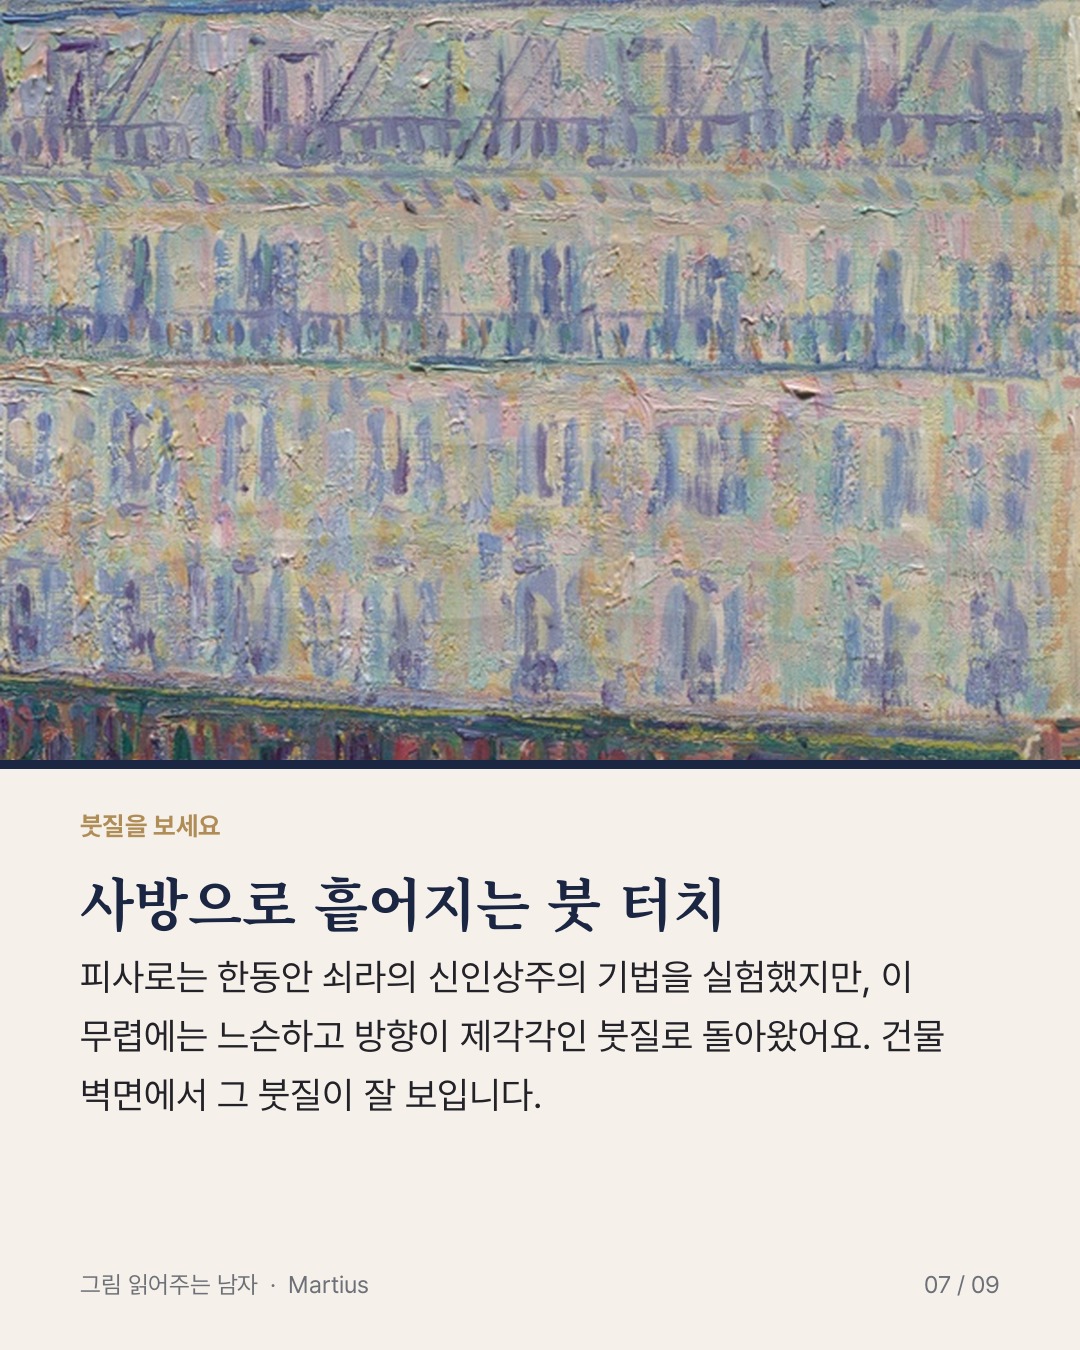 붓질을 보세요
사방으로 흩어지는 붓 터치
피사로는 한동안 쇠라의 신인상주의 기법을 실험했지만, 이
무렵에는 느슨하고 방향이 제각각인 붓질로 돌아왔어요. 건물
벽면에서 그 붓질이 잘 보입니다.
그림 읽어주는 남자 · Martius
07 / 09